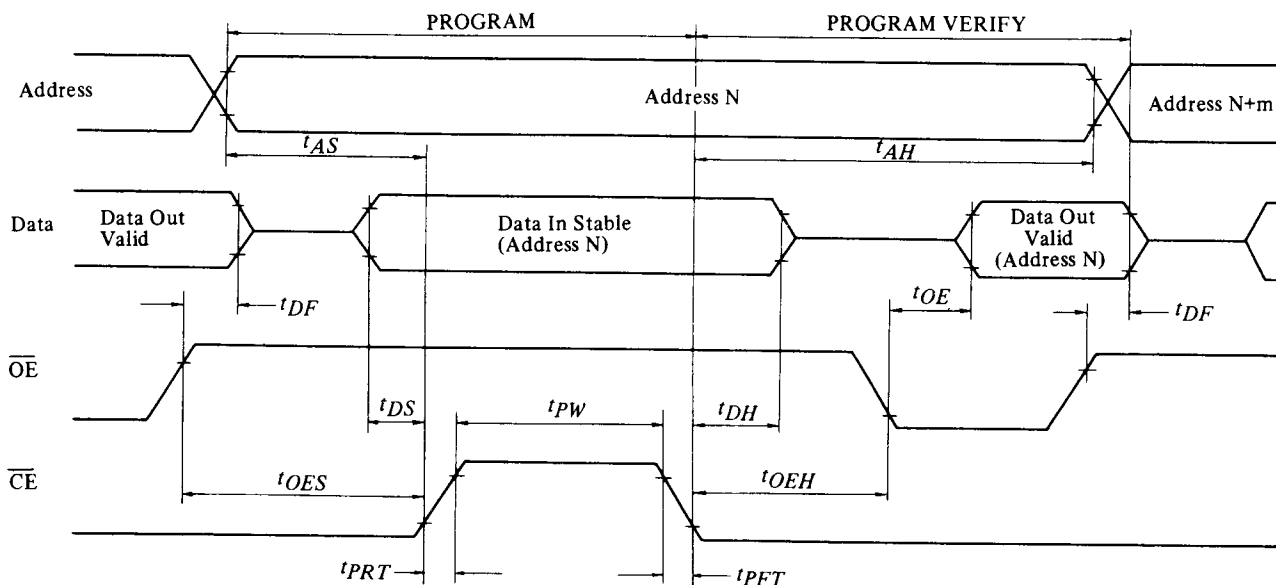 PROGRAM
PROGRAM VERIFY
Address
Address N
Address N+m
tAS
tAH
Data
Data Out
Valid
Data In Stable
(Address N)
Data Out
Valid
(Address N)
tDF
tOE
tDF
OE
tDS
tPW
tDH
CE
tOES
tOEH
tPRT
tPFT